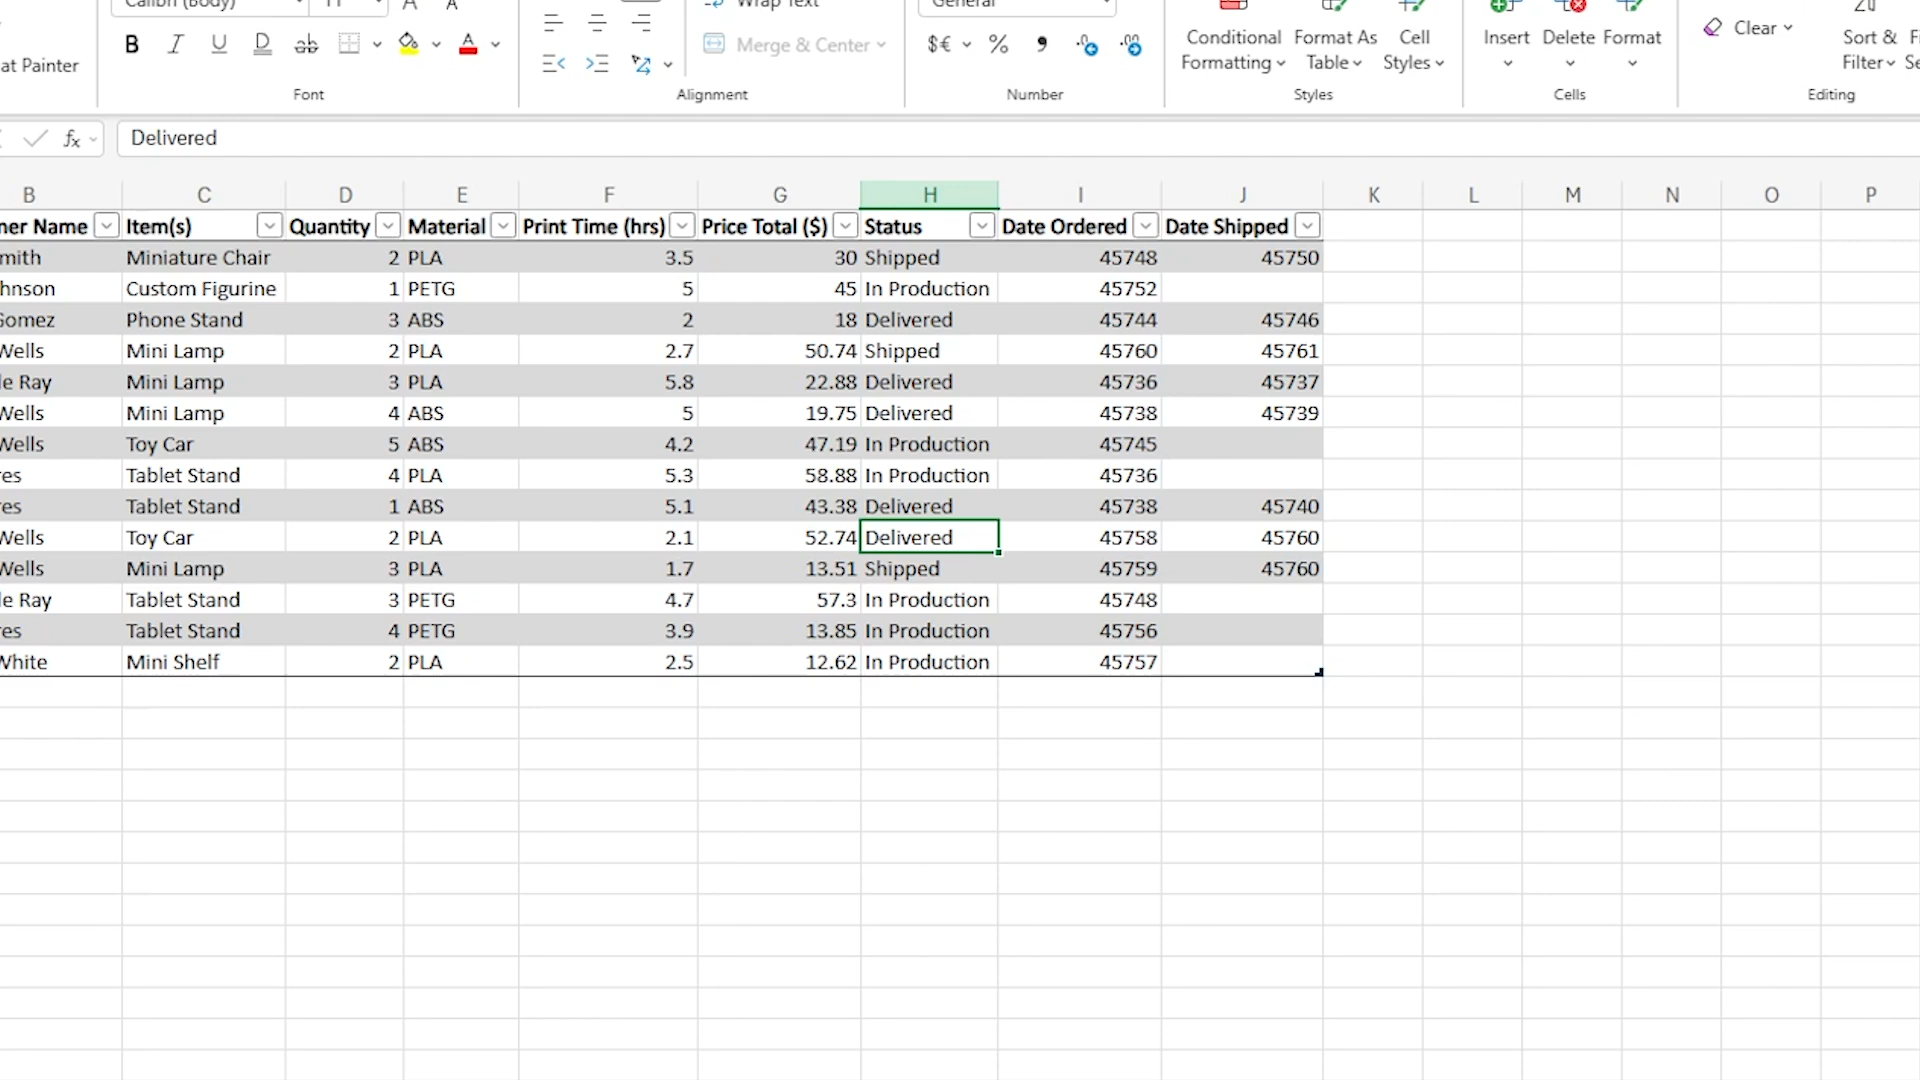 Calibri (Body) 11 A A Wrap Text General
B I U D ab A Merge & Center $€ % 9 Conditional Formatting Format As Table Cell Styles Insert Delete Format Clear Sort & Filter
at Painter
Font Alignment Number Styles Cells Editing
fx Delivered
B C D E F G H I J K L M N O P
ner Name Item(s) Quantity Material Print Time (hrs) Price Total ($) Status Date Ordered Date Shipped
mith Miniature Chair 2 PLA 3.5 30 Shipped 45748 45750
hnson Custom Figurine 1 PETG 5 45 In Production 45752
Gomez Phone Stand 3 ABS 2 18 Delivered 45744 45746
Wells Mini Lamp 2 PLA 2.7 50.74 Shipped 45760 45761
le Ray Mini Lamp 3 PLA 5.8 22.88 Delivered 45736 45737
Wells Mini Lamp 4 ABS 5 19.75 Delivered 45738 45739
Wells Toy Car 5 ABS 4.2 47.19 In Production 45745
res Tablet Stand 4 PLA 5.3 58.88 In Production 45736
res Tablet Stand 1 ABS 5.1 43.38 Delivered 45738 45740
Wells Toy Car 2 PLA 2.1 52.74 Delivered 45758 45760
Wells Mini Lamp 3 PLA 1.7 13.51 Shipped 45759 45760
le Ray Tablet Stand 3 PETG 4.7 57.3 In Production 45748
res Tablet Stand 4 PETG 3.9 13.85 In Production 45756
White Mini Shelf 2 PLA 2.5 12.62 In Production 45757